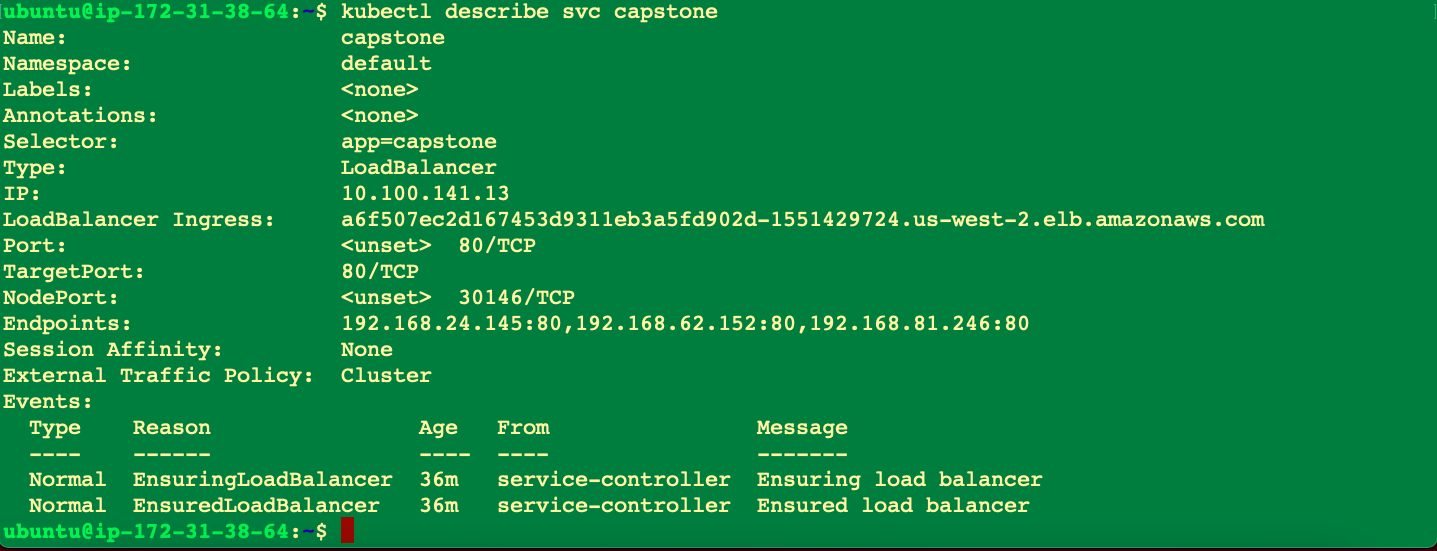 ubuntu@ip-172-31-38-64:~$ kubectl describe svc capstone
Name:                     capstone
Namespace:                default
Labels:                   <none>
Annotations:              <none>
Selector:                 app=capstone
Type:                     LoadBalancer
IP:                       10.100.141.13
LoadBalancer Ingress:     a6f507ec2d167453d9311eb3a5fd902d-1551429724.us-west-2.elb.amazonaws.com
Port:                     <unset>  80/TCP
TargetPort:               80/TCP
NodePort:                 <unset>  30146/TCP
Endpoints:                192.168.24.145:80,192.168.62.152:80,192.168.81.246:80
Session Affinity:         None
External Traffic Policy:  Cluster
Events:
  Type    Reason                Age   From                Message
  ----    ------                ----  ----                -------
  Normal  EnsuringLoadBalancer  36m   service-controller  Ensuring load balancer
  Normal  EnsuredLoadBalancer   36m   service-controller  Ensured load balancer
ubuntu@ip-172-31-38-64:~$